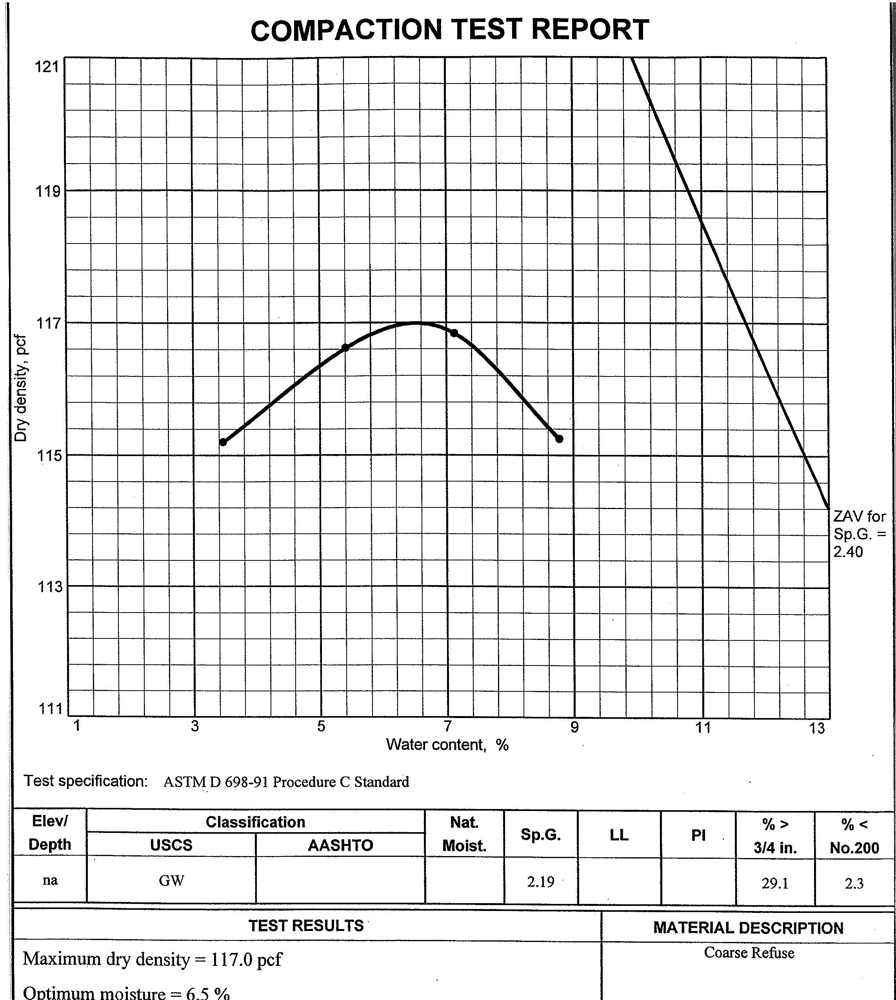 COMPACTION TEST REPORT
121
119
117
115
113
111
Dry density, pcf
1 3 5 7 9 11 13
Water content, %
ZAV for
Sp.G. =
2.40
Test specification: ASTM D 698-91 Procedure C Standard
Elev/ Classification Nat. Sp.G. LL PI % > % <
Depth USCS AASHTO Moist. 3/4 in. No.200
na GW 2.19 29.1 2.3
TEST RESULTS MATERIAL DESCRIPTION
Maximum dry density = 117.0 pcf Coarse Refuse
Optimum moisture = 6.5 %